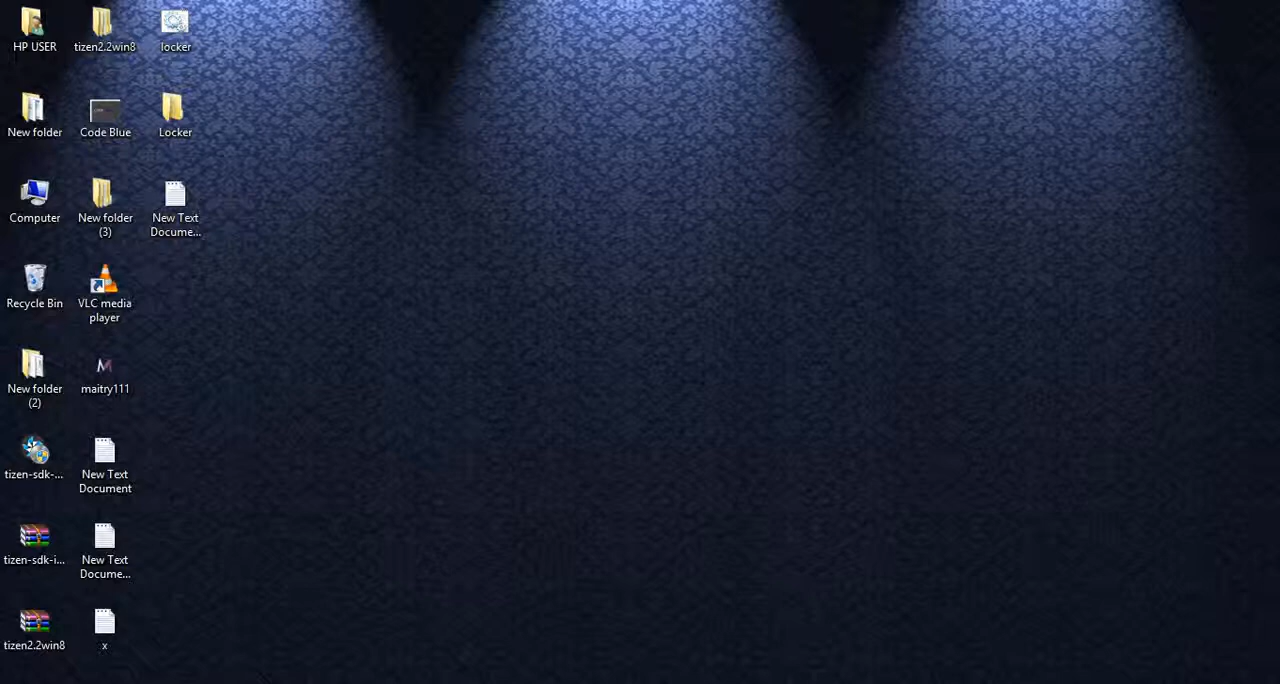 HP USER
tizen2.2win8
locker
New folder
Code Blue
Locker
Computer
New folder
(3)
New Text
Docume...
Recycle Bin
VLC media
player
New folder
(2)
M
maitry111
tizen-sdk-...
New Text
Document
tizen-sdk-i...
New Text
Docume...
tizen2.2win8
x